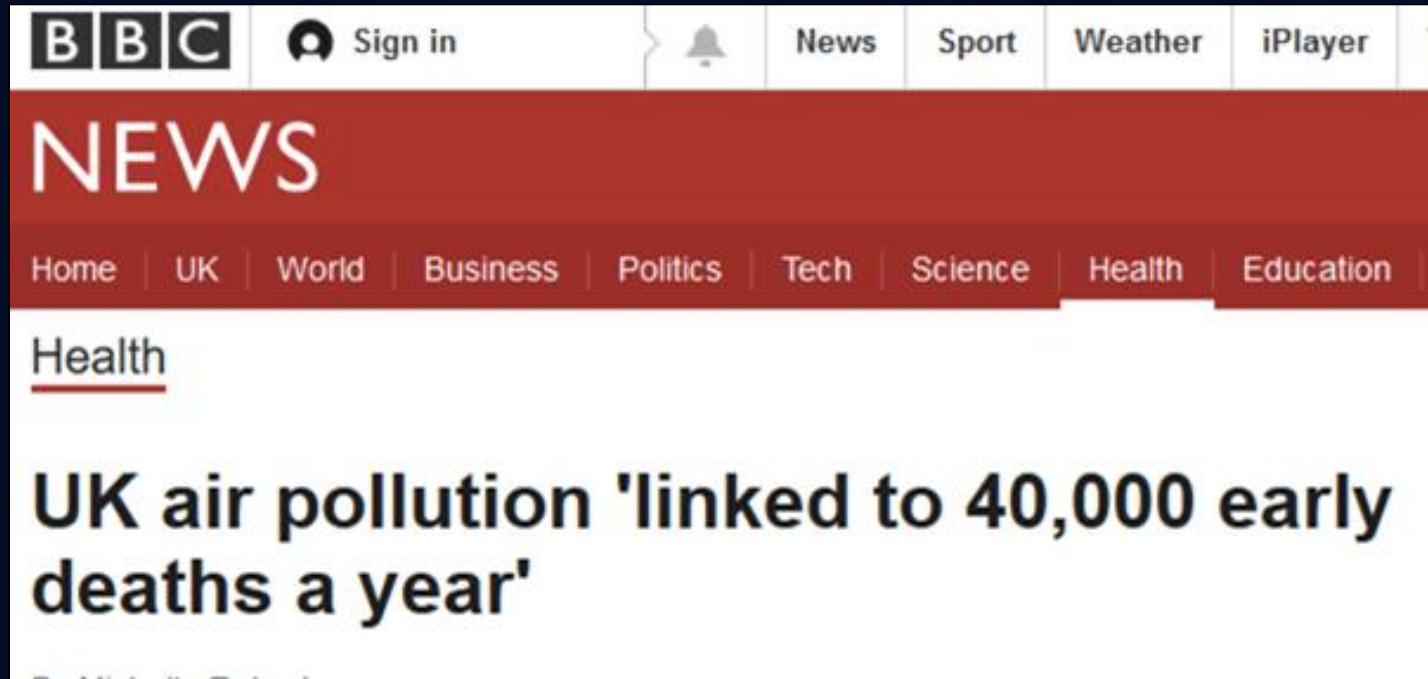 BBC Sign in News Sport Weather iPlayer
NEWS
Home UK World Business Politics Tech Science Health Education
Health
UK air pollution 'linked to 40,000 early
deaths a year'